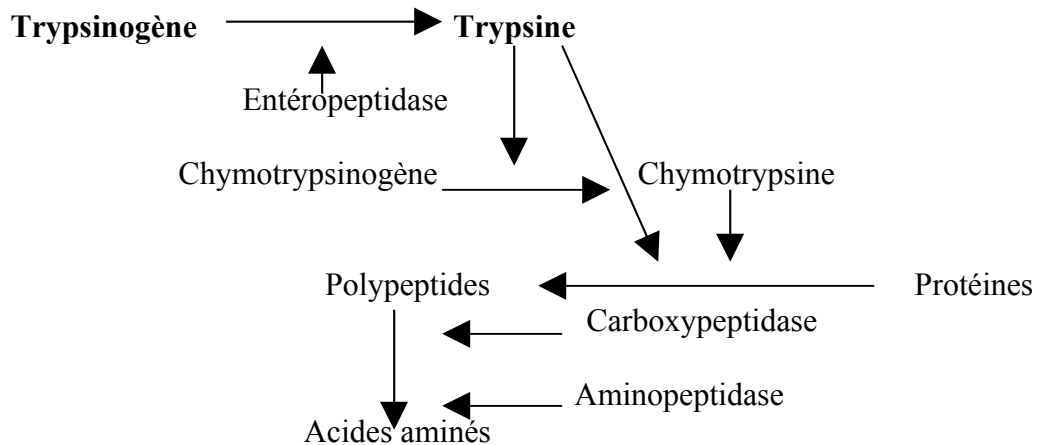 Trypsinogène Trypsine
Entéropeptidase
Chymotrypsinogène Chymotrypsine
Polypeptides Protéines
Carboxypeptidase
Aminopeptidase
Acides aminés